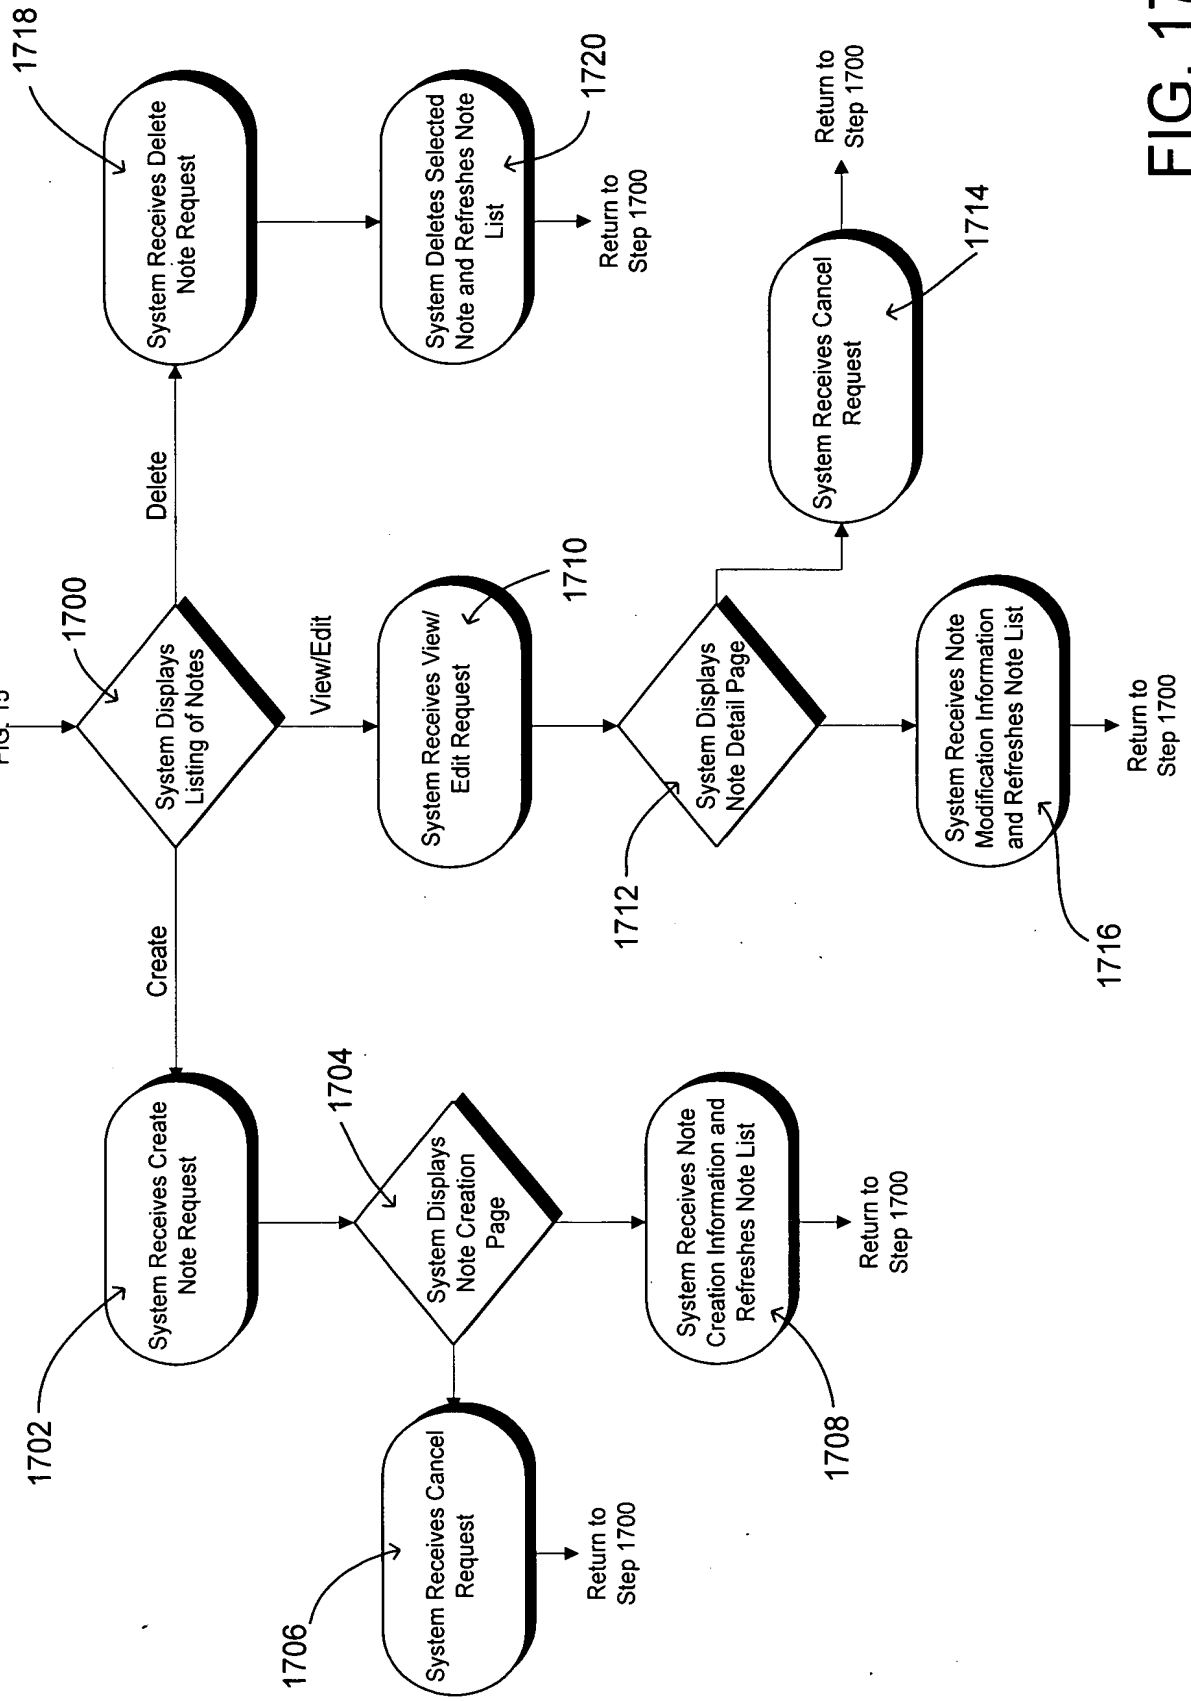 FIG. 15
1700
System Displays
Listing of Notes
Create
View/Edit
Delete
1702
System Receives Create
Note Request
1704
System Displays
Note Creation
Page
1706
System Receives Cancel
Request
Return to
Step 1700
1708
System Receives Note
Creation Information and
Refreshes Note List
Return to
Step 1700
1710
System Receives View/
Edit Request
1712
System Displays
Note Detail Page
1714
System Receives Cancel
Request
Return to
Step 1700
1716
System Receives Note
Modification Information
and Refreshes Note List
Return to
Step 1700
1718
System Receives Delete
Note Request
1720
System Deletes Selected
Note and Refreshes Note
List
Return to
Step 1700
FIG. 17